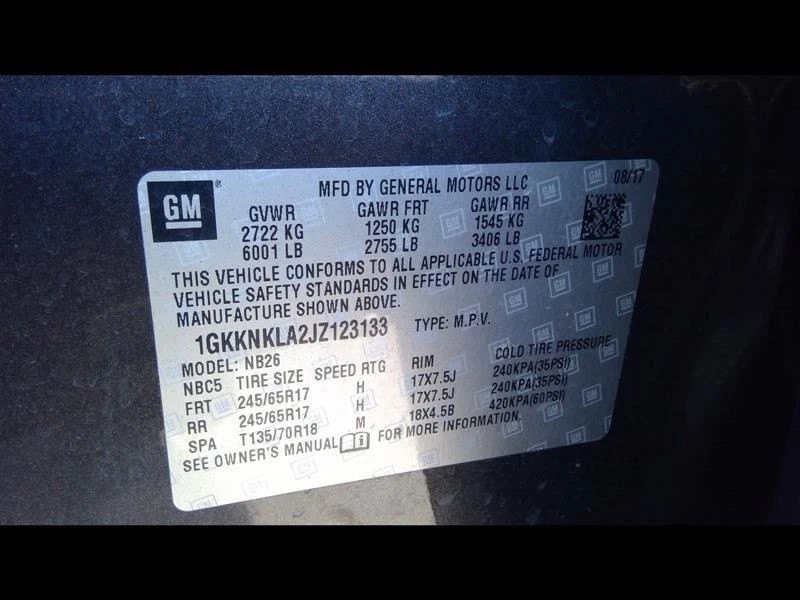 GM
MFD BY GENERAL MOTORS LLC 08/17
GVWR GAWR FRT GAWR RR
2722 KG 1250 KG 1545 KG
6001 LB 2755 LB 3406 LB
THIS VEHICLE CONFORMS TO ALL APPLICABLE U.S. FEDERAL MOTOR
VEHICLE SAFETY STANDARDS IN EFFECT ON THE DATE OF
MANUFACTURE SHOWN ABOVE.
1GKKNKLA2JZ123133 TYPE: M.P.V.
MODEL: NB26
NBC5 TIRE SIZE SPEED RTG RIM COLD TIRE PRESSURE
FRT 245/65R17 H 17X7.5J 240KPA(35PSI)
RR 245/65R17 H 17X7.5J 240KPA(35PSI)
SPA T135/70R18 M 18X4.5B 420KPA(60PSI)
SEE OWNER'S MANUAL FOR MORE INFORMATION.